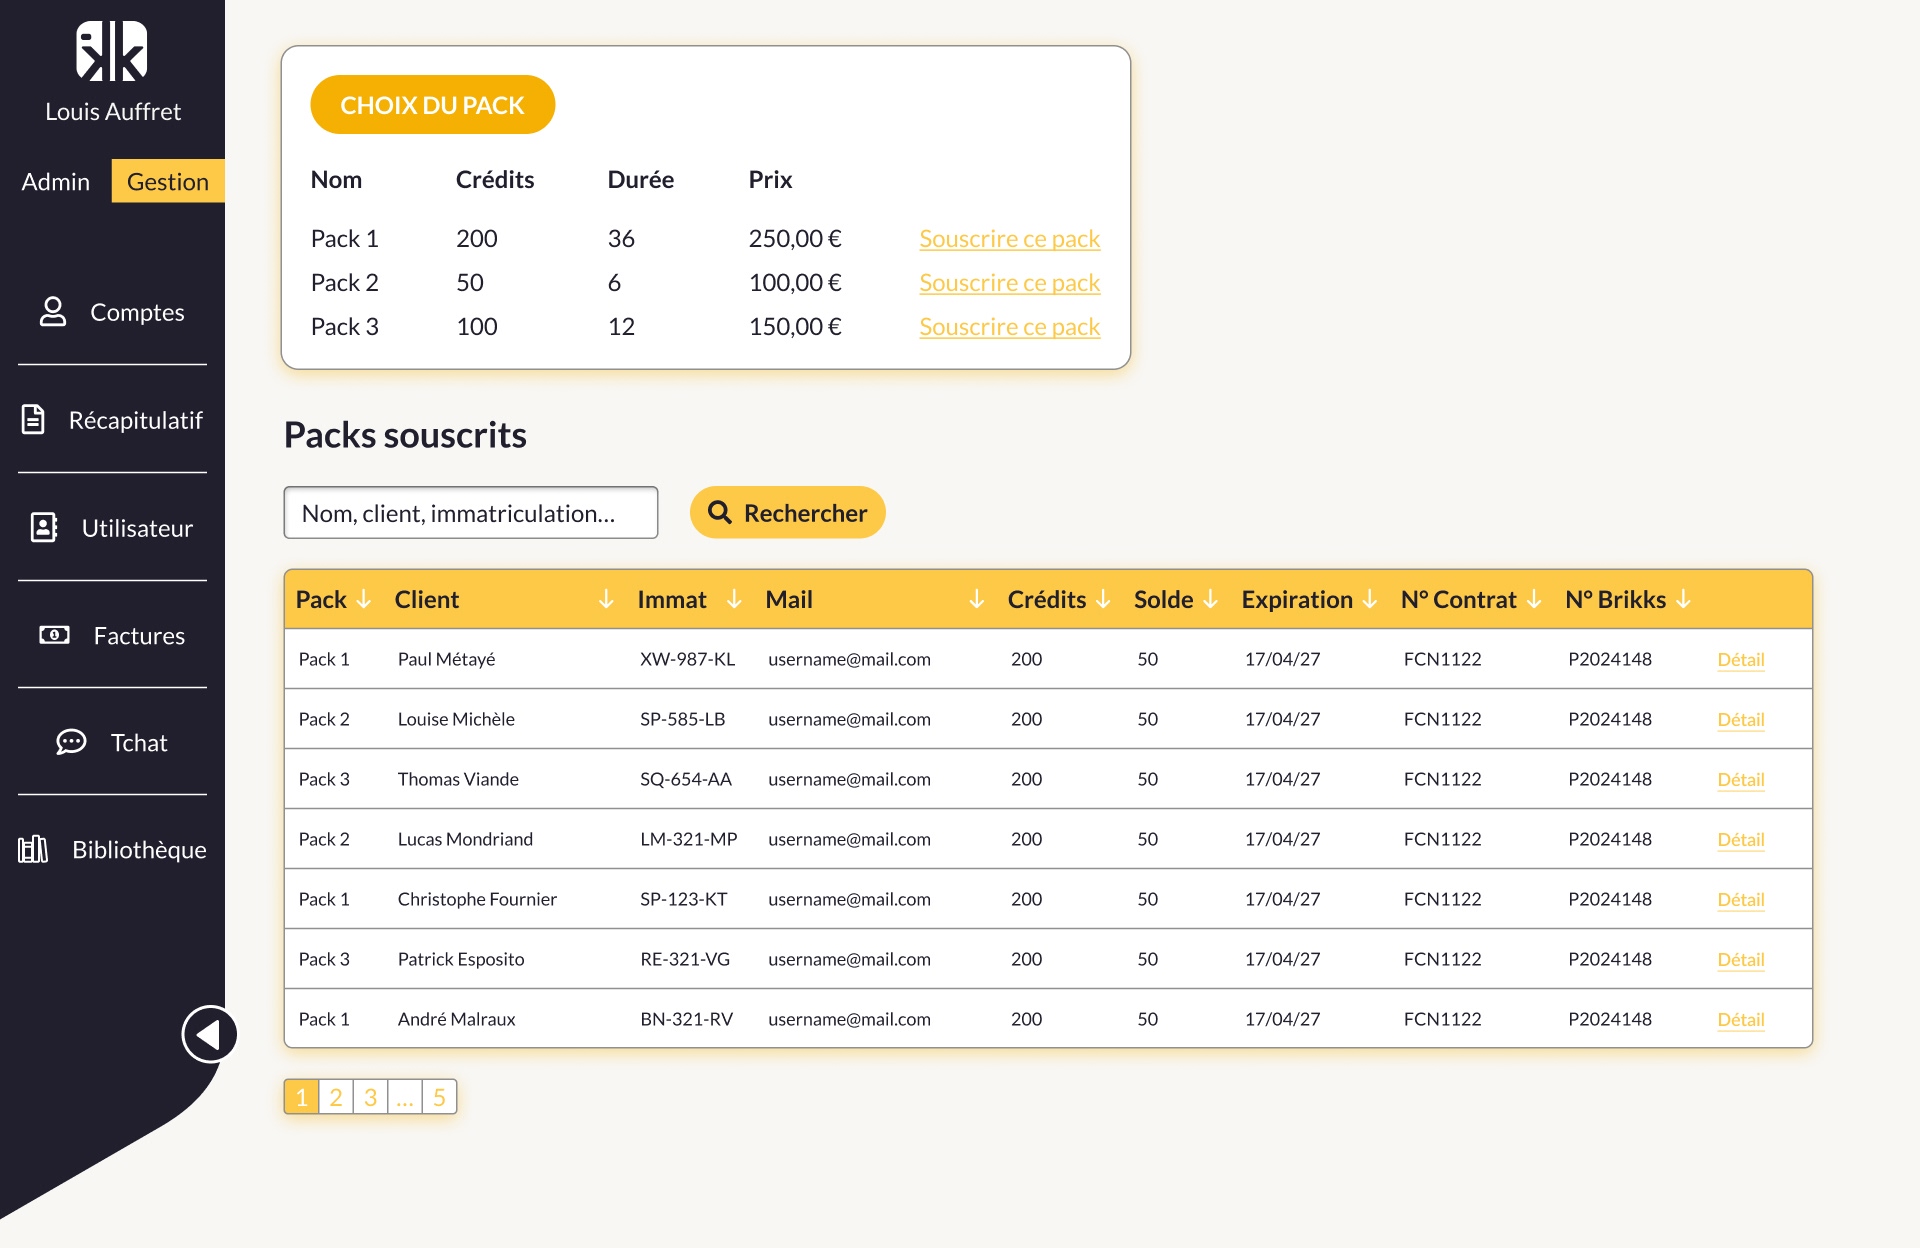 Louis Auffret
Admin Gestion
Comptes
Récapitulatif
Utilisateur
Factures
Tchat
Bibliothèque
CHOIX DU PACK
Nom Crédits Durée Prix
Pack 1 200 36 250,00 € Souscrire ce pack
Pack 2 50 6 100,00 € Souscrire ce pack
Pack 3 100 12 150,00 € Souscrire ce pack
Packs souscrits
Nom, client, immatriculation... Rechercher
Pack Client Immat Mail Crédits Solde Expiration N° Contrat N° Brikks
Pack 1 Paul Métayé XW-987-KL username@mail.com 200 50 17/04/27 FCN1122 P2024148 Détail
Pack 2 Louise Michèle SP-585-LB username@mail.com 200 50 17/04/27 FCN1122 P2024148 Détail
Pack 3 Thomas Viande SQ-654-AA username@mail.com 200 50 17/04/27 FCN1122 P2024148 Détail
Pack 2 Lucas Mondriand LM-321-MP username@mail.com 200 50 17/04/27 FCN1122 P2024148 Détail
Pack 1 Christophe Fournier SP-123-KT username@mail.com 200 50 17/04/27 FCN1122 P2024148 Détail
Pack 3 Patrick Esposito RE-321-VG username@mail.com 200 50 17/04/27 FCN1122 P2024148 Détail
Pack 1 André Malraux BN-321-RV username@mail.com 200 50 17/04/27 FCN1122 P2024148 Détail
1 2 3 ... 5